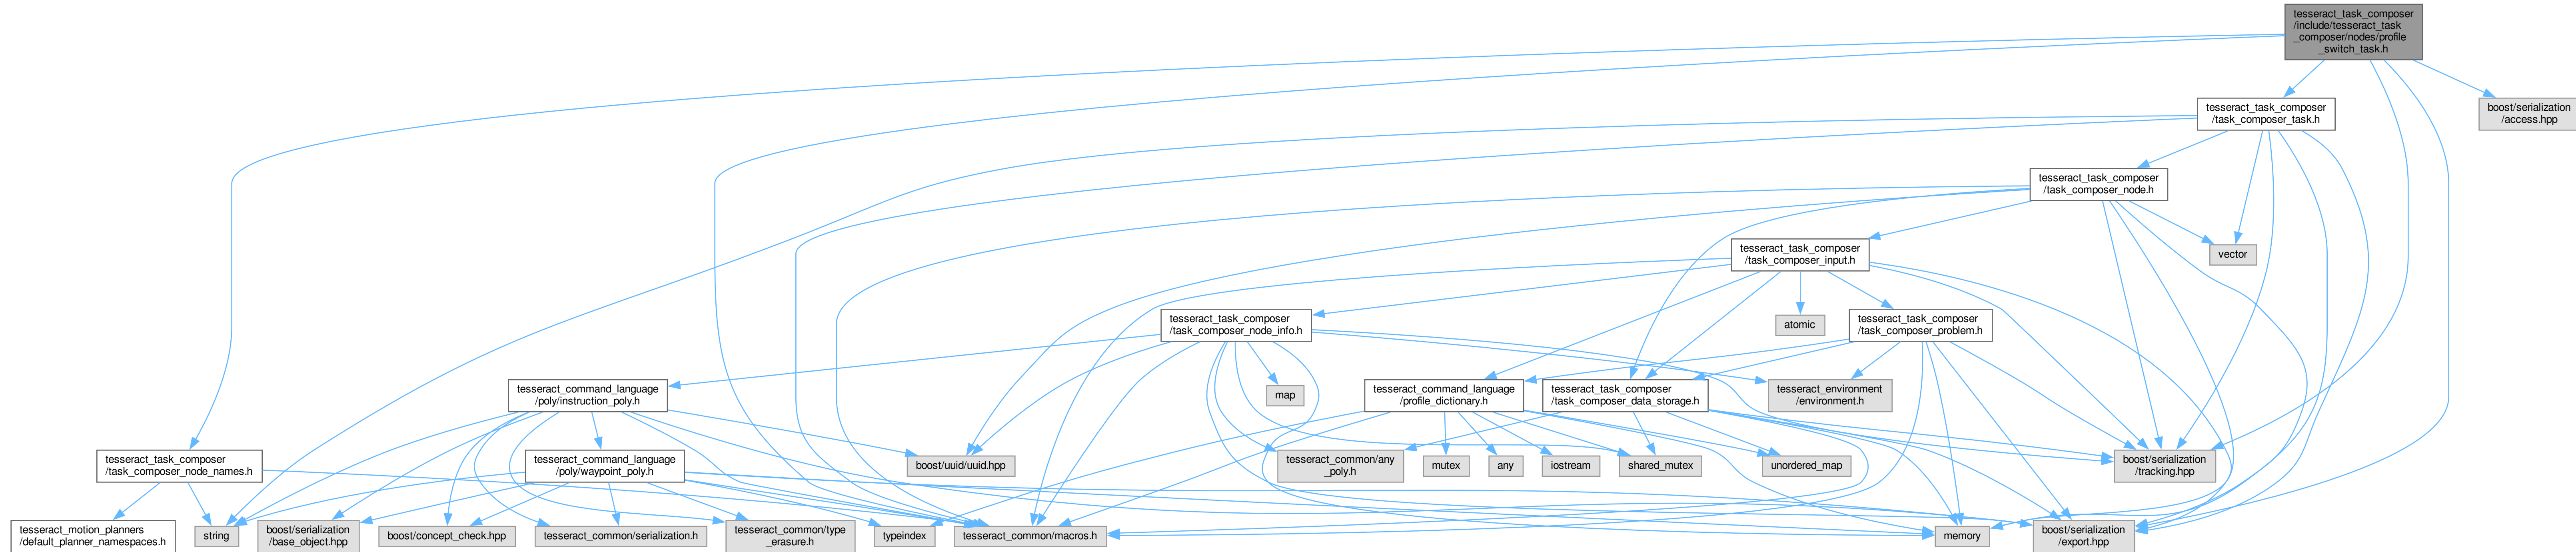 tesseract_task_composer
/include/tesseract_task
_composer/nodes/profile
_switch_task.h
tesseract_task_composer
/task_composer_task.h
boost/serialization
/access.hpp
tesseract_task_composer
/task_composer_node.h
tesseract_task_composer
/task_composer_input.h
vector
tesseract_task_composer
/task_composer_node_info.h
atomic
tesseract_task_composer
/task_composer_problem.h
tesseract_command_language
/poly/instruction_poly.h
map
tesseract_command_language
/profile_dictionary.h
tesseract_task_composer
/task_composer_data_storage.h
tesseract_environment
/environment.h
tesseract_task_composer
/task_composer_node_names.h
tesseract_command_language
/poly/waypoint_poly.h
boost/uuid/uuid.hpp
tesseract_common/any
_poly.h
mutex
any
iostream
shared_mutex
unordered_map
boost/serialization
/tracking.hpp
tesseract_motion_planners
/default_planner_namespaces.h
string
boost/serialization
/base_object.hpp
boost/concept_check.hpp
tesseract_common/serialization.h
tesseract_common/type
_erasure.h
typeindex
tesseract_common/macros.h
memory
boost/serialization
/export.hpp